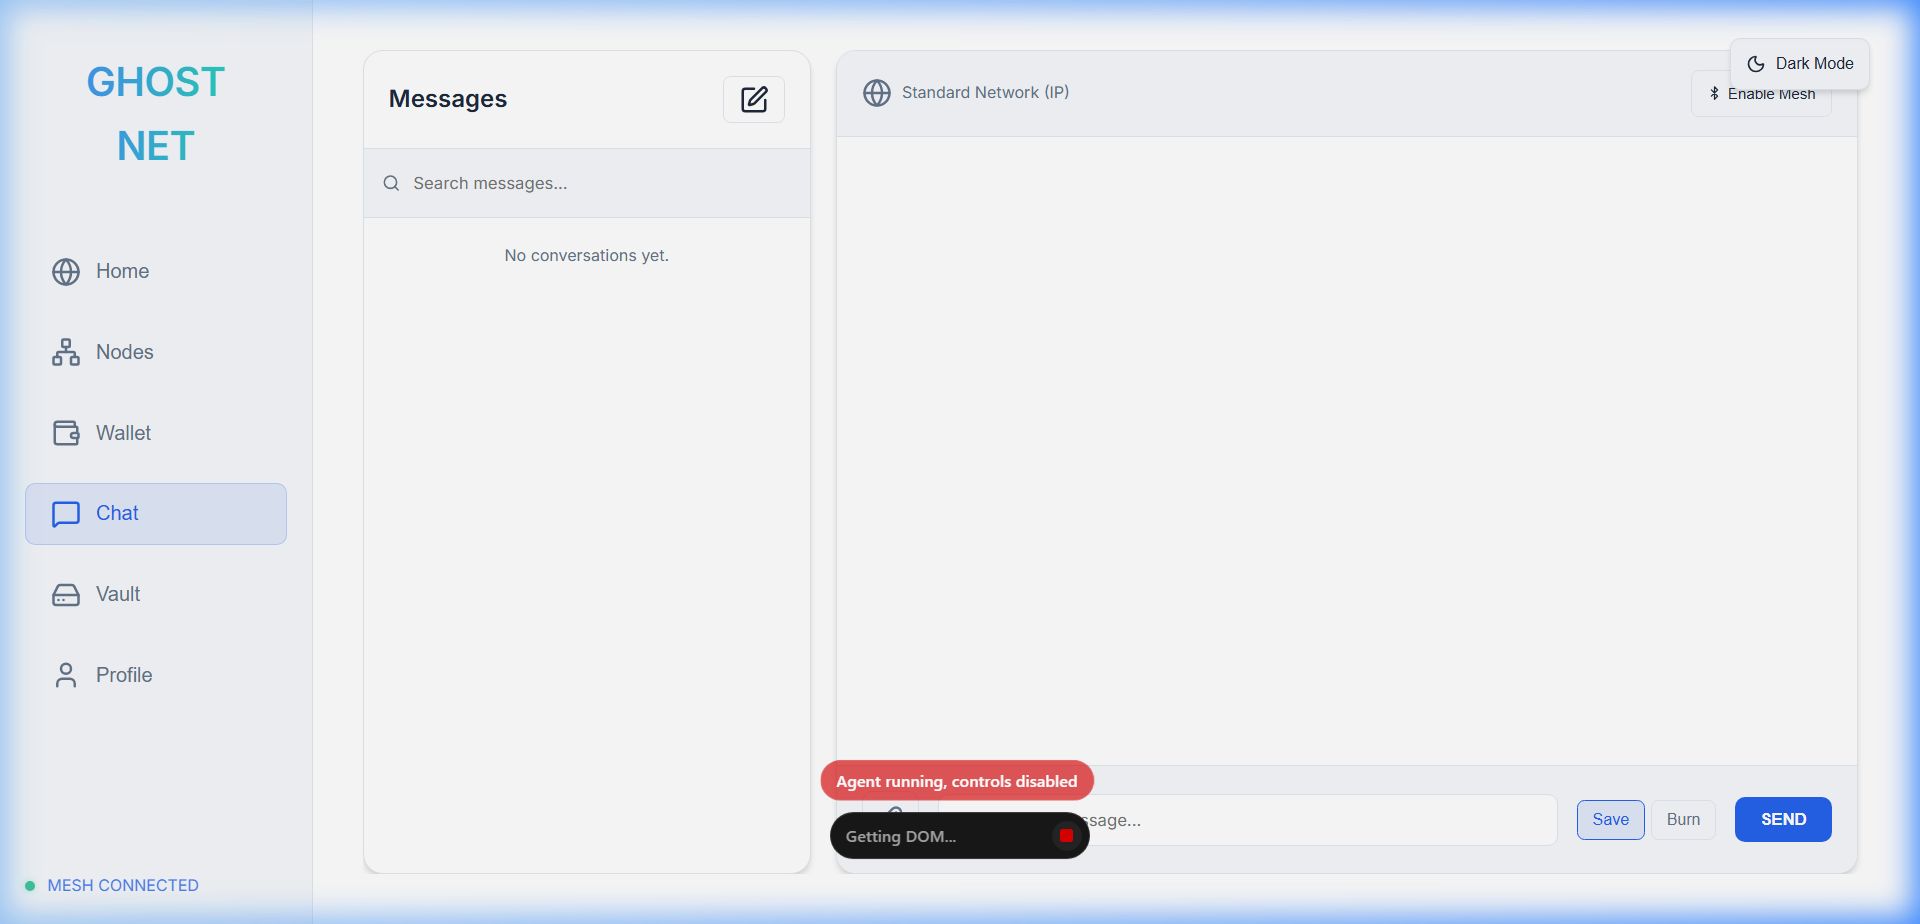 GHOST
NET
Home
Nodes
Wallet
Chat
Vault
Profile
MESH CONNECTED
Messages
Search messages...
No conversations yet.
Standard Network (IP)
Dark Mode
Enable Mesh
Agent running, controls disabled
Getting DOM...
Save
Burn
SEND